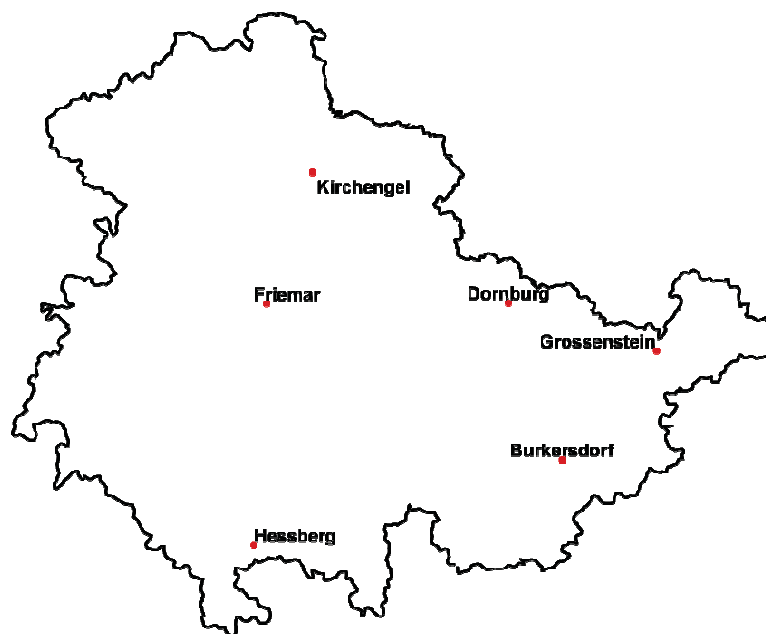 Kirchengel
Friemar
Dornburg
Grossenstein
Burkersdorf
Hessberg